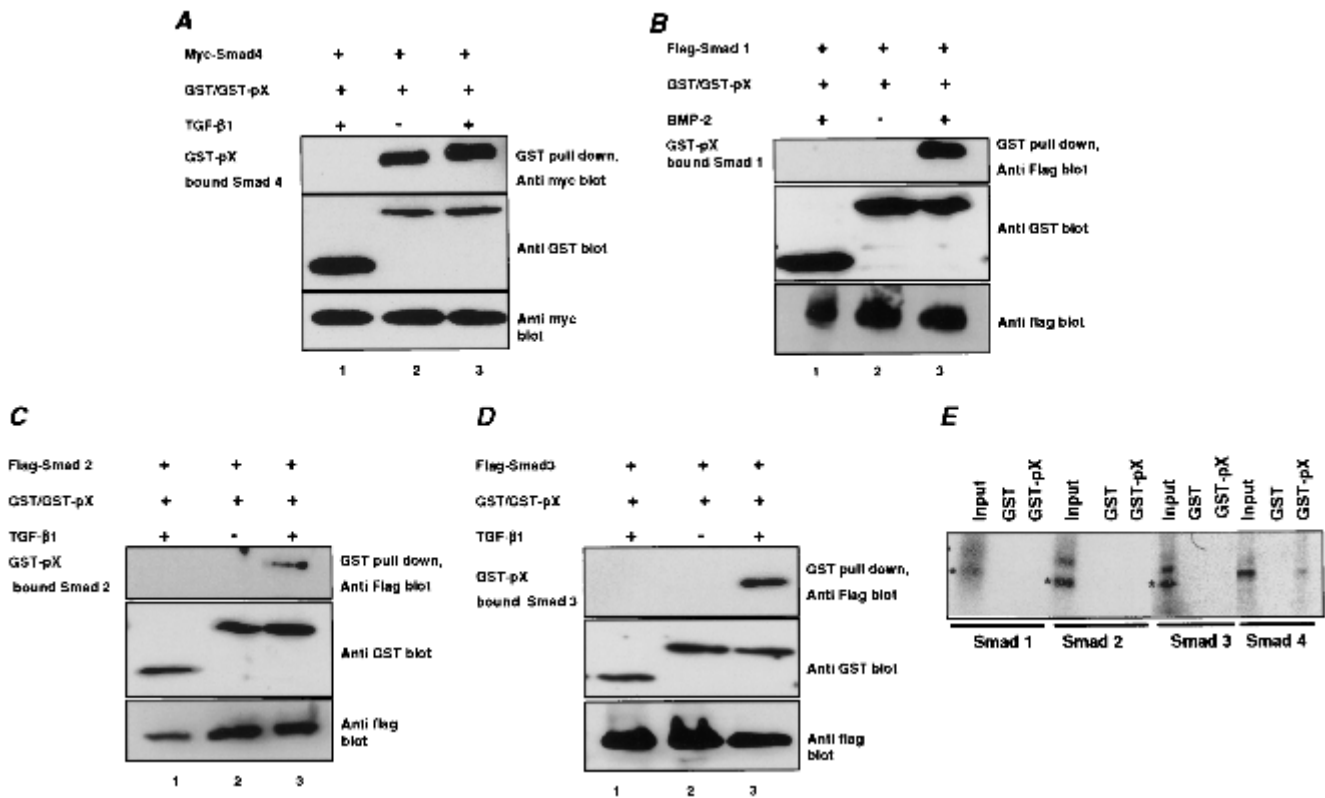 A
Myc-Smad4 + + +
GST/GST-pX + + +
TGF-β1 + - +
GST-pX
bound Smad 4
GST pull down,
Anti myc blot
Anti GST blot
Anti myc
blot
1 2 3
B
Flag-Smad 1 + + +
GST/GST-pX + + +
BMP-2 + - +
GST-pX
bound Smad 1
GST pull down,
Anti Flag blot
Anti GST blot
Anti flag blot
1 2 3
C
Flag-Smad 2 + + +
GST/GST-pX + + +
TGF-β1 + - +
GST-pX
bound Smad 2
GST pull down,
Anti Flag blot
Anti GST blot
Anti flag
blot
1 2 3
D
Flag-Smad3 + + +
GST/GST-pX + + +
TGF-β1 + - +
GST-pX
bound Smad 3
GST pull down,
Anti Flag blot
Anti GST blot
Anti flag
blot
1 2 3
E
Input GST GST-pX Input GST GST-pX Input GST GST-pX Input GST GST-pX
* *
Smad 1 Smad 2 Smad 3 Smad 4